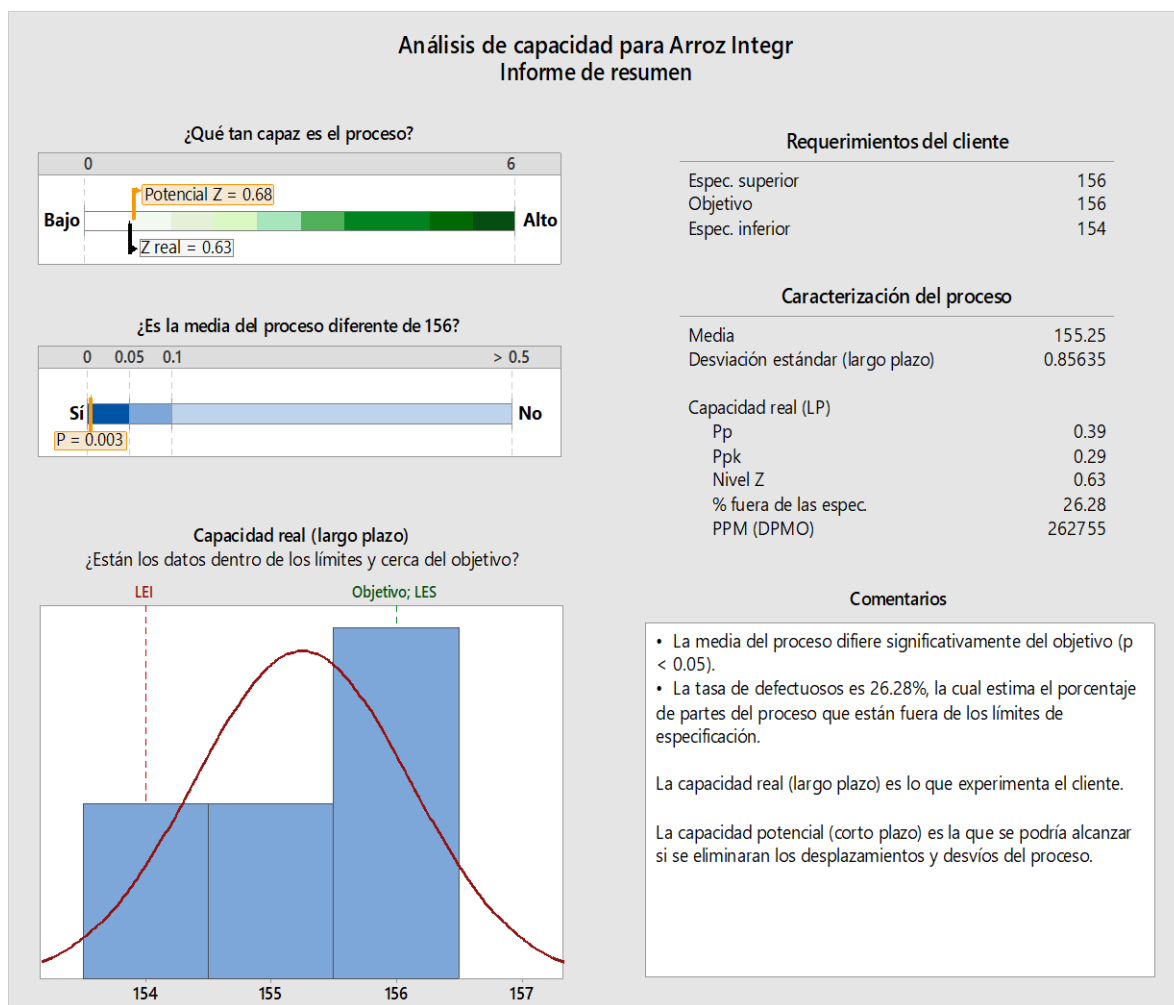 Análisis de capacidad para Arroz Integr
Informe de resumen
¿Qué tan capaz es el proceso?
0 6
Potencial Z = 0.68
Bajo Alto
Z real = 0.63
¿Es la media del proceso diferente de 156?
0 0.05 0.1 > 0.5
Sí No
P = 0.003
Capacidad real (largo plazo)
¿Están los datos dentro de los límites y cerca del objetivo?
LEI Objetivo; LES
154 155 156 157
Requerimientos del cliente
Espec. superior 156
Objetivo 156
Espec. inferior 154
Caracterización del proceso
Media 155.25
Desviación estándar (largo plazo) 0.85635
Capacidad real (LP)
Pp 0.39
Ppk 0.29
Nivel Z 0.63
% fuera de las espec. 26.28
PPM (DPMO) 262755
Comentarios
• La media del proceso difiere significativamente del objetivo (p
< 0.05).
• La tasa de defectuosos es 26.28%, la cual estima el porcentaje
de partes del proceso que están fuera de los límites de
especificación.
La capacidad real (largo plazo) es lo que experimenta el cliente.
La capacidad potencial (corto plazo) es la que se podría alcanzar
si se eliminaran los desplazamientos y desvíos del proceso.